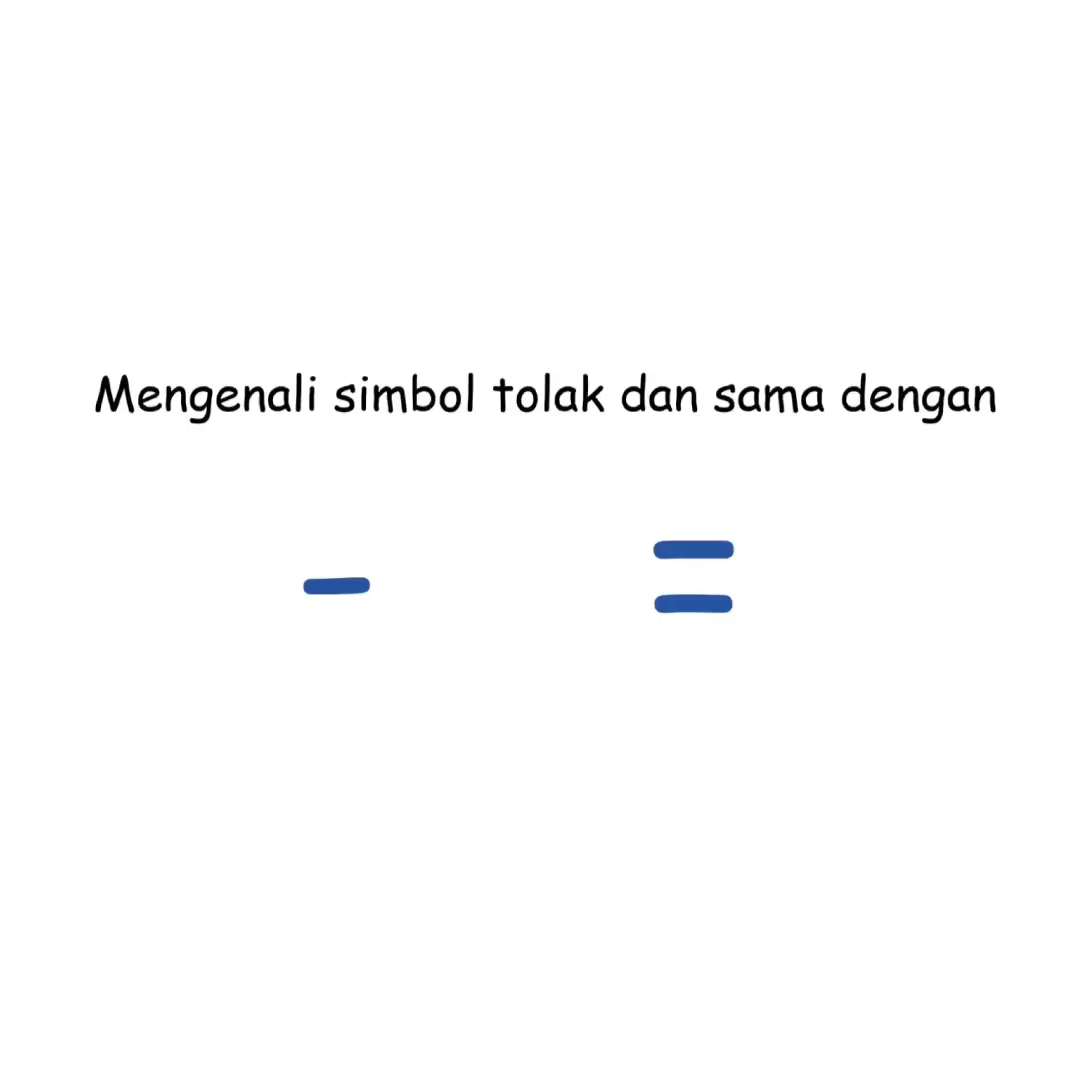 Mengenali simbol tolak dan sama dengan
- =